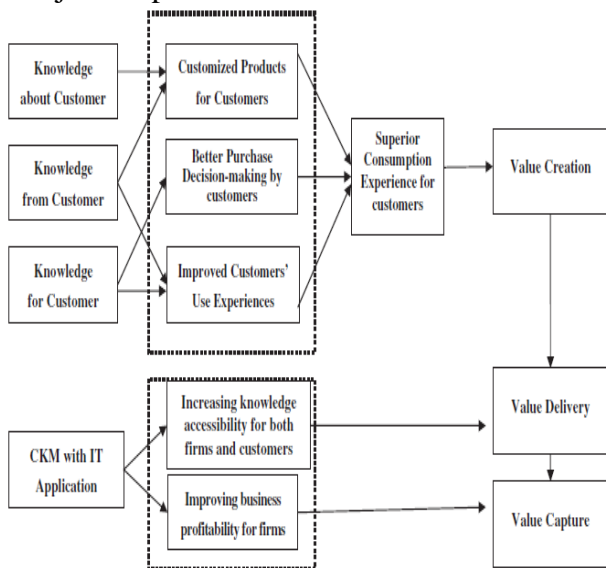 Knowledge
about Customer
Customized Products
for Customers
Knowledge
from Customer
Better Purchase
Decision-making by
customers
Superior
Consumption
Experience for
customers
Value Creation
Knowledge
for Customer
Improved Customers'
Use Experiences
Increasing knowledge
accessibility for both
firms and customers
Value Delivery
CKM with IT
Application
Improving business
profitability for firms
Value Capture